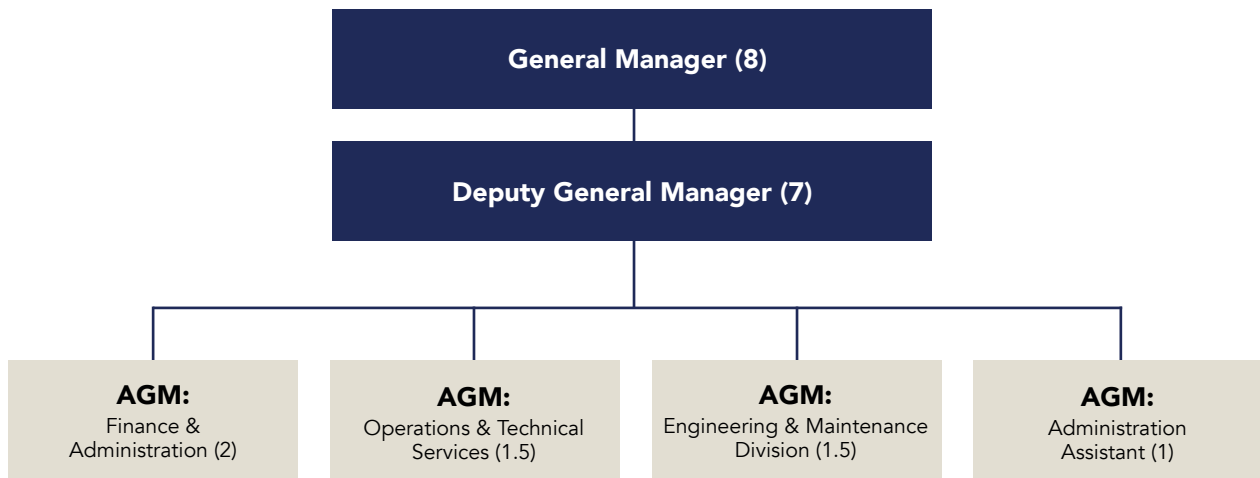 General Manager (8)
Deputy General Manager (7)
AGM:
Finance &
Administration (2)
AGM:
Operations & Technical
Services (1.5)
AGM:
Engineering & Maintenance
Division (1.5)
AGM:
Administration
Assistant (1)